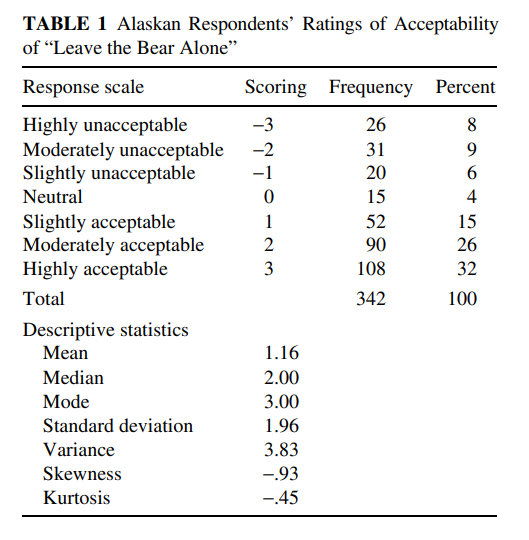 TABLE 1 Alaskan Respondents' Ratings of Acceptability
of “Leave the Bear Alone”
Response scale Scoring Frequency Percent
Highly unacceptable −3 26 8
Moderately unacceptable −2 31 9
Slightly unacceptable −1 20 6
Neutral 0 15 4
Slightly acceptable 1 52 15
Moderately acceptable 2 90 26
Highly acceptable 3 108 32
Total 342 100
Descriptive statistics
Mean 1.16
Median 2.00
Mode 3.00
Standard deviation 1.96
Variance 3.83
Skewness −.93
Kurtosis −.45